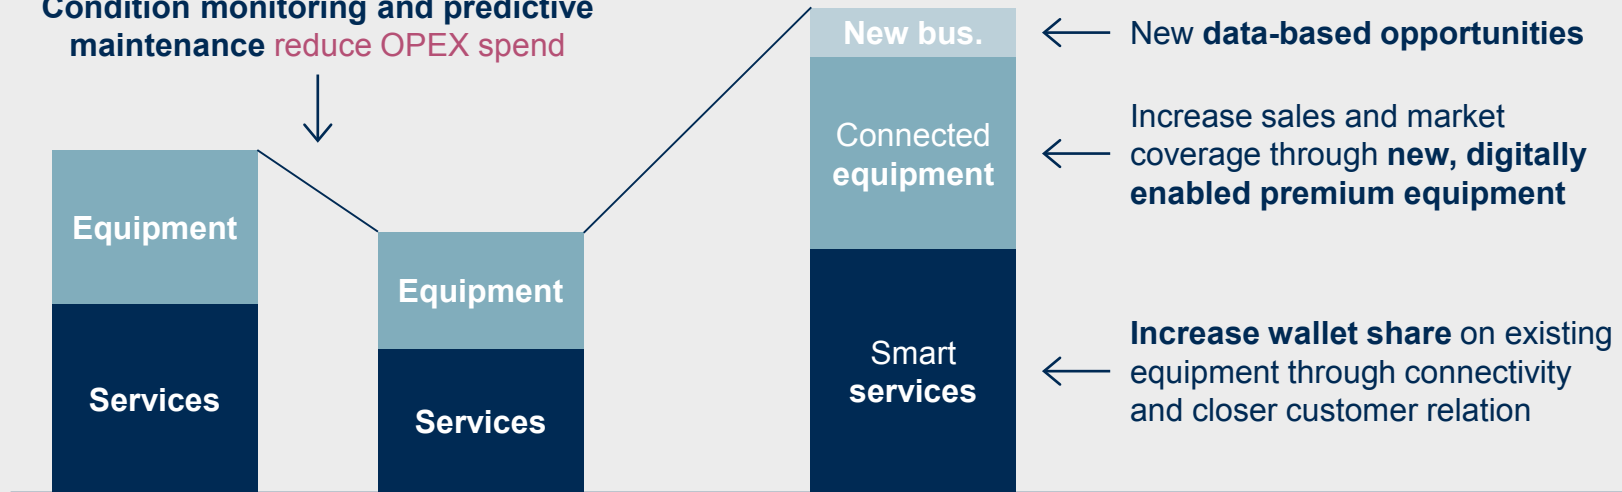 Condition monitoring and predictive
maintenance reduce OPEX spend
Equipment
Services
Equipment
Services
New bus.
Connected
equipment
Smart
services
New data-based opportunities
Increase sales and market
coverage through new, digitally
enabled premium equipment
Increase wallet share on existing
equipment through connectivity
and closer customer relation